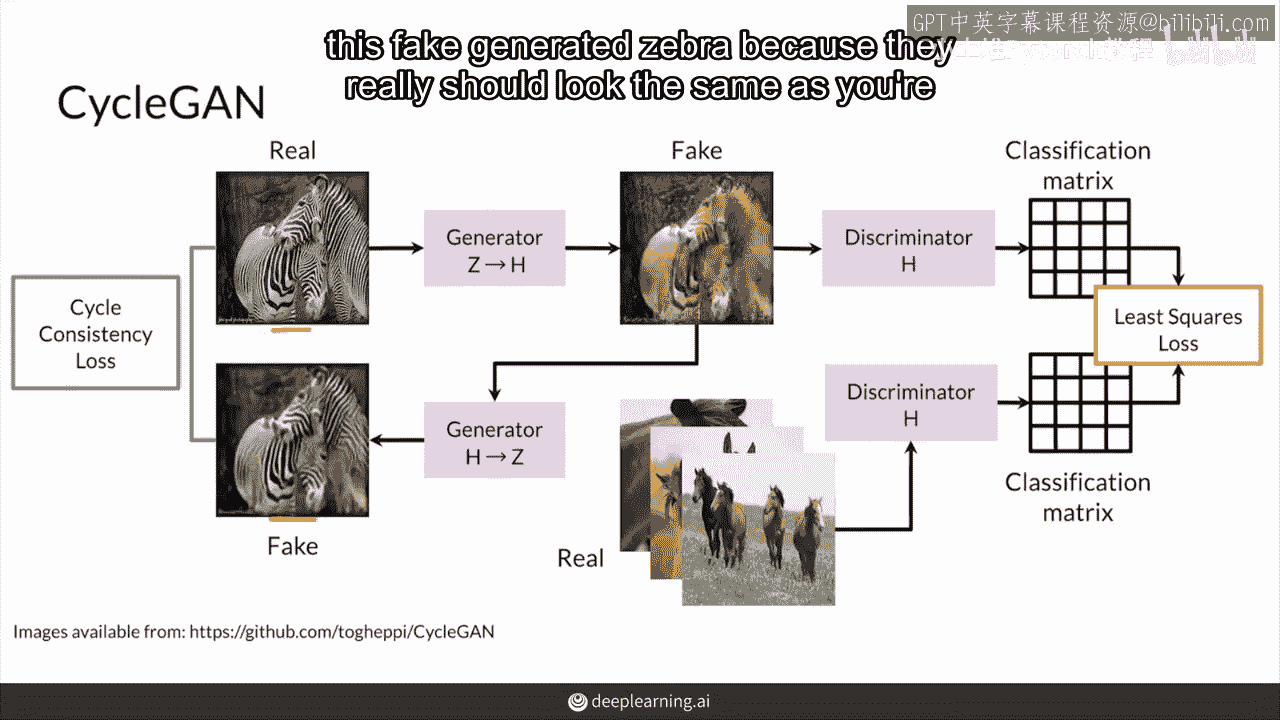 GPT中英字幕课程资源@bilibili.com
this fake generated zebra because they
really should look the same as you're
CycleGAN
Real
Fake
Classification
matrix
Generator
Z → H
Discriminator
H
Cycle
Consistency
Loss
Least Squares
Loss
Generator
H → Z
Discriminator
H
Classification
matrix
Fake
Real
Images available from: https://github.com/togheppi/CycleGAN
deeplearning.ai